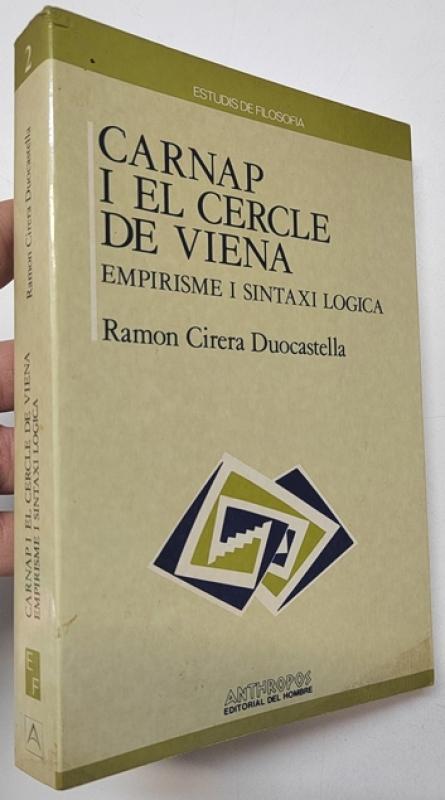 ESTUDIS DE FILOSOFIA
CARNAP
I EL CERCLE
DE VIENA
EMPIRISME I SINTAXI LOGICA
Ramon Cirera Duocastella
ANTHROPOS
EDITORIAL DEL HOMBRE
2
Ramon Cirera Duocastella
CARNAP I EL CERCLE DE VIENA
EMPIRISME I SINTAXI LOGICA
E
F
A